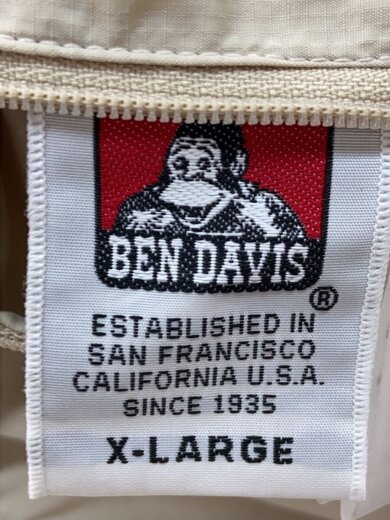 BEN DAVIS
®
ESTABLISHED IN
SAN FRANCISCO
CALIFORNIA U.S.A.
SINCE 1935
X-LARGE